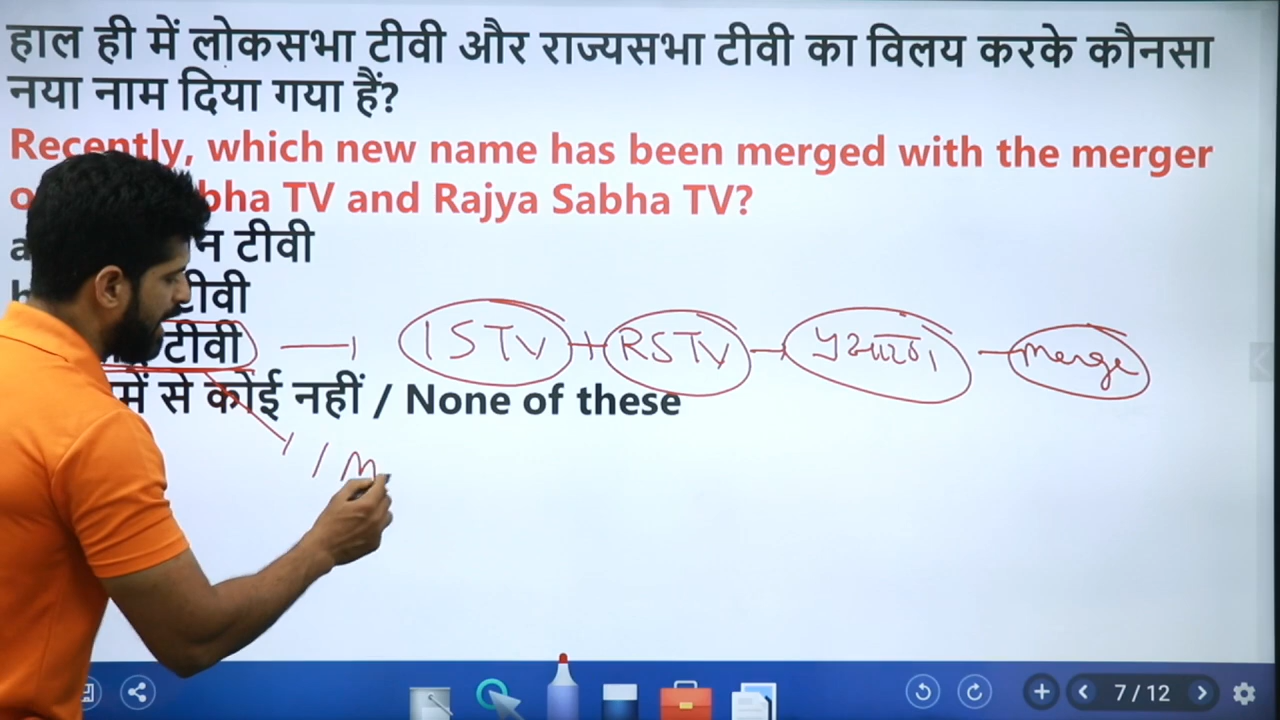 हाल ही में लोकसभा टीवी और राज्यसभा टीवी का विलय करके कौनसा
नया नाम दिया गया हैं?
Recently, which new name has been merged with the merger
bha TV and Rajya Sabha TV?
टीवी
टीवी
टीवी LSTV + RSTV merge
में से कोई नहीं / None of these
1 M
7 / 12